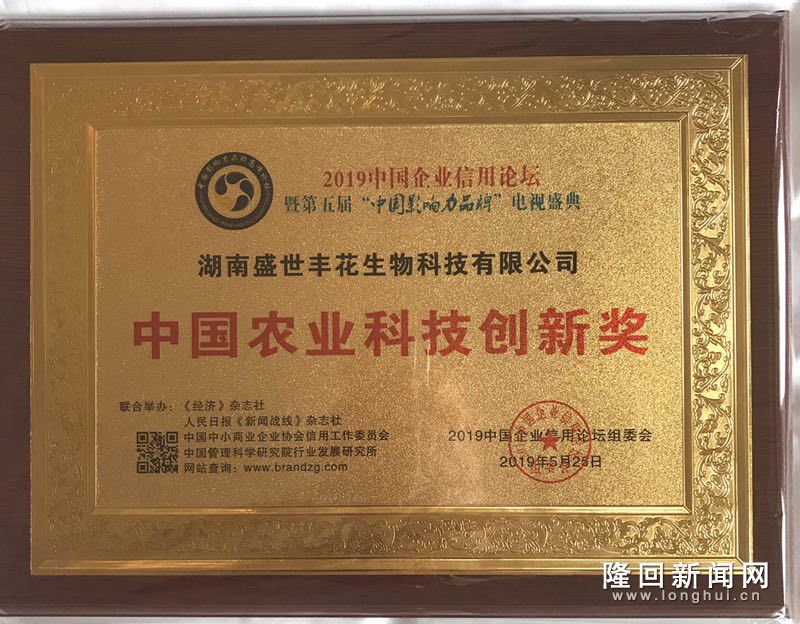 2019中国企业信用论坛
暨第五届“中国影响力品牌”电视盛典
湖南盛世丰花生物科技有限公司
中国农业科技创新奖
联合举办：《经济》杂志社
人民日报《新闻战线》杂志社
中国中小商业企业协会信用工作委员会
中国管理科学研究院行业发展研究所
网站查询：www.brandzg.com
2019中国企业信用论坛组委会
2019年5月25日
隆回新闻网
www.longhui.cn